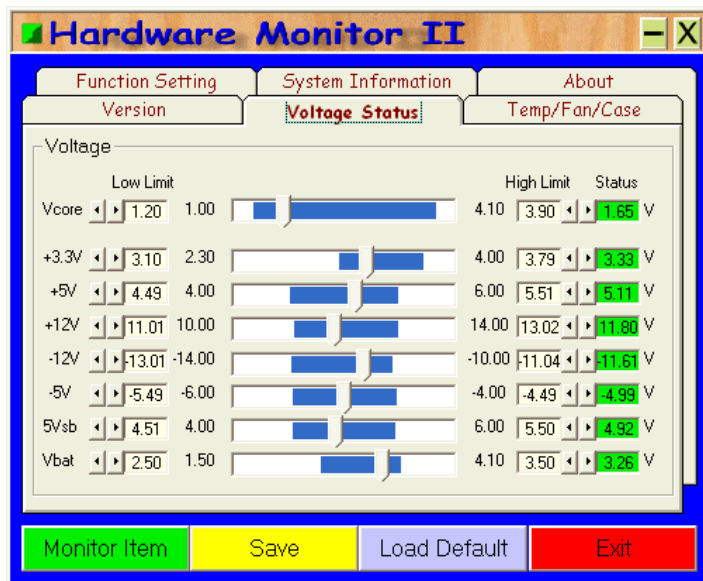 Hardware Monitor II
Function Setting System Information About
Version Voltage Status Temp/Fan/Case
Voltage
Low Limit High Limit Status
Vcore 1.20 1.00 4.10 3.90 1.65 V
+3.3V 3.10 2.30 4.00 3.79 3.33 V
+5V 4.49 4.00 6.00 5.51 5.11 V
+12V 11.01 10.00 14.00 13.02 11.80 V
-12V -13.01 -14.00 -10.00 -11.04 -11.61 V
-5V -5.49 -6.00 -4.00 -4.49 -4.99 V
5Vsb 4.51 4.00 6.00 5.50 4.92 V
Vbat 2.50 1.50 4.10 3.50 3.26 V
Monitor Item Save Load Default Exit